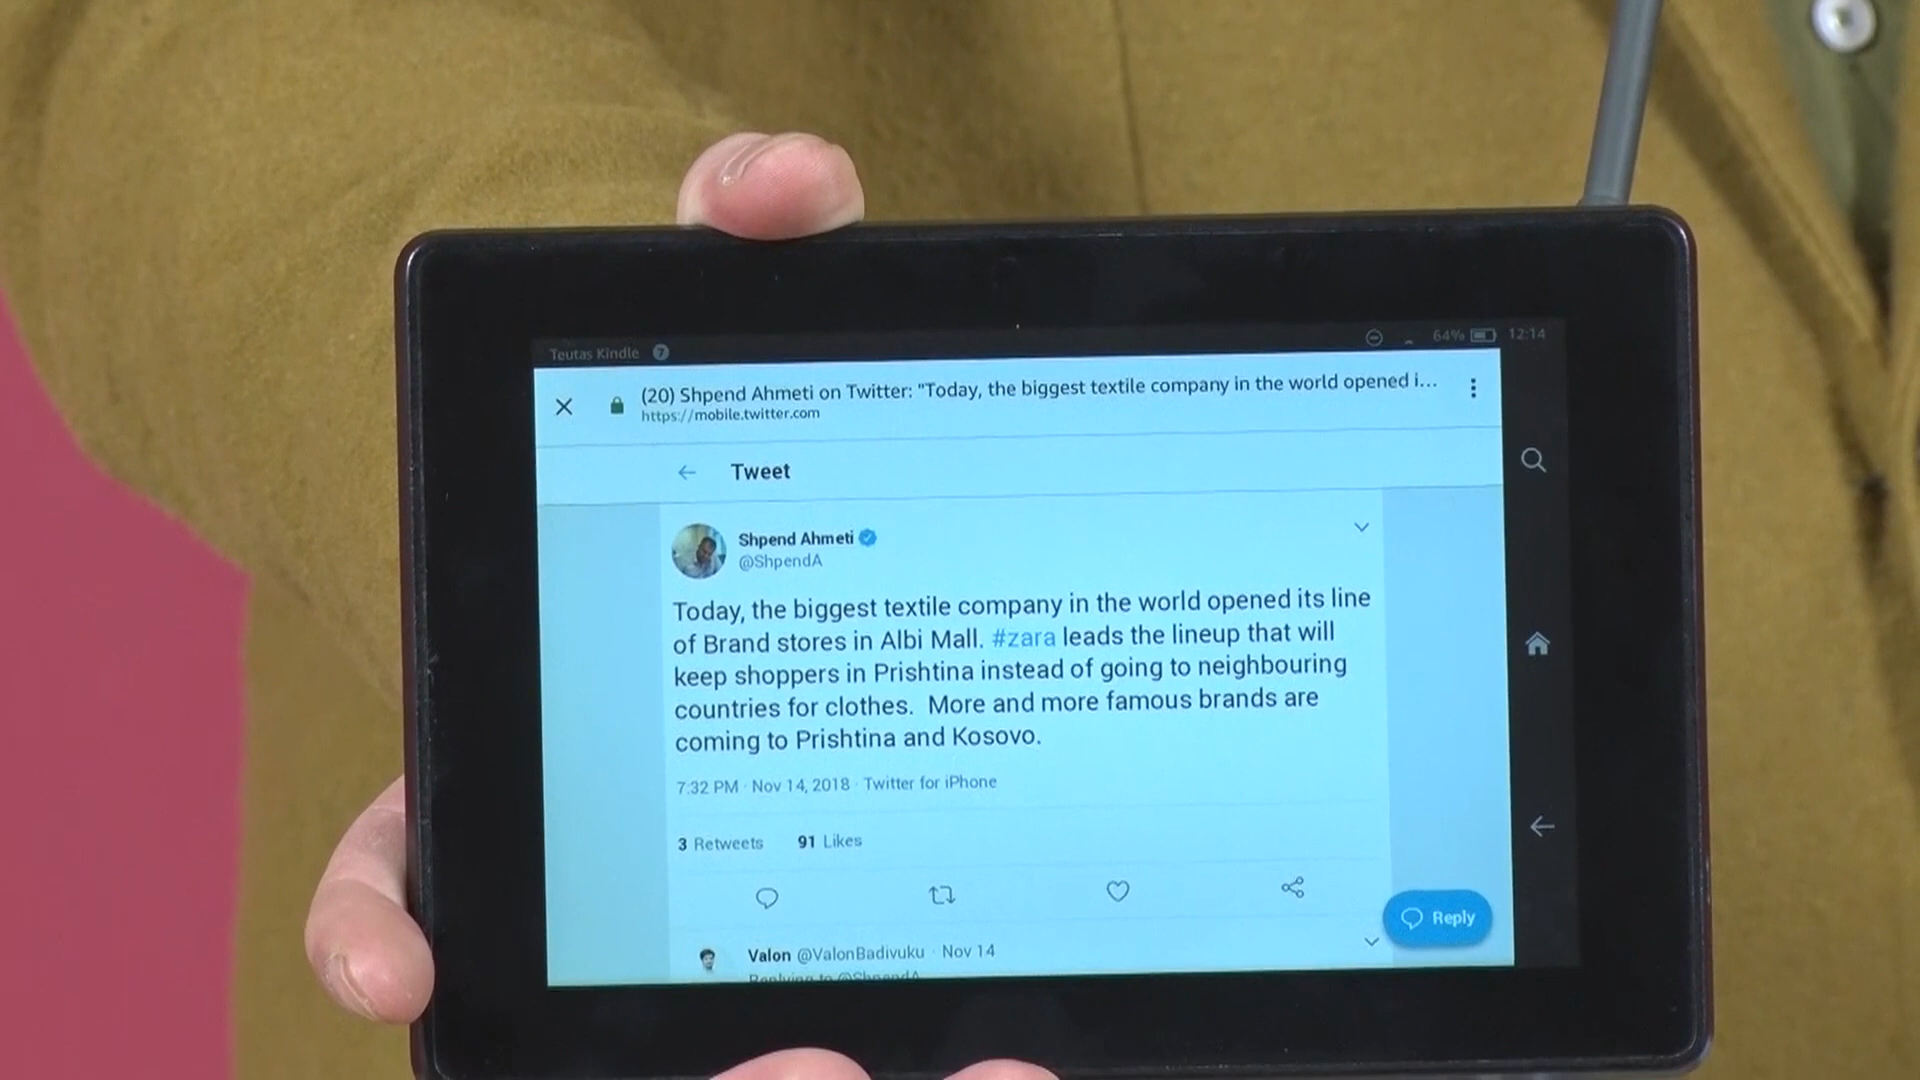 Teutas Kindle 7
64% 12:14
(20) Shpend Ahmeti on Twitter: "Today, the biggest textile company in the world opened i...
https://mobile.twitter.com
Tweet
Shpend Ahmeti
@ShpendA
Today, the biggest textile company in the world opened its line
of Brand stores in Albi Mall. #zara leads the lineup that will
keep shoppers in Prishtina instead of going to neighbouring
countries for clothes. More and more famous brands are
coming to Prishtina and Kosovo.
7:32 PM · Nov 14, 2018 · Twitter for iPhone
3 Retweets 91 Likes
Reply
Valon @ValonBadivuku · Nov 14
Replying to @ShpendA